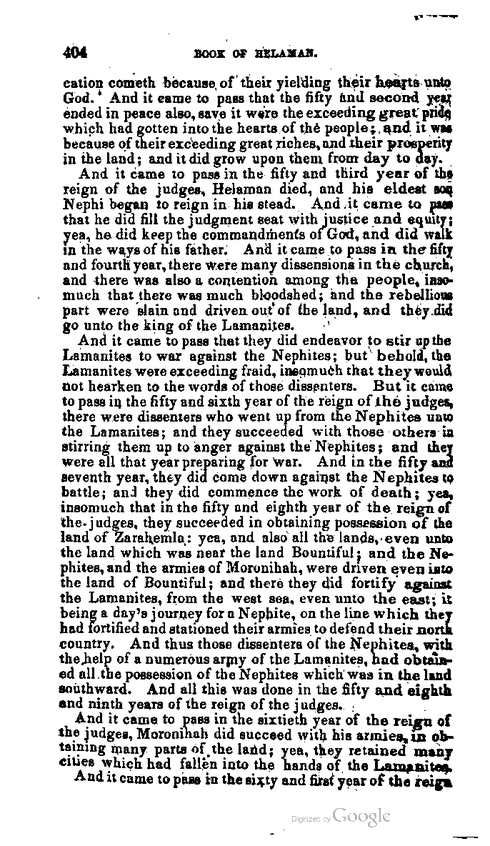 404 BOOK OF HELAMAN.
cation cometh because of their yielding their hearts unto
God. And it came to pass that the fifty and second year
ended in peace also, save it were the exceeding great pride
which had gotten into the hearts of the people; and it was
because of their exceeding great riches, and their prosperity
in the land; and it did grow upon them from day to day.
And it came to pass in the fifty and third year of the
reign of the judges, Helaman died, and his eldest son
Nephi began to reign in his stead. And it came to pass
that he did fill the judgment seat with justice and equity;
yea, he did keep the commandments of God, and did walk
in the ways of his father. And it came to pass in the fifty
and fourth year, there were many dissensions in the church,
and there was also a contention among the people, inso-
much that there was much bloodshed; and the rebellious
part were slain and driven out of the land, and they did
go unto the king of the Lamanites.
And it came to pass that they did endeavor to stir up the
Lamanites to war against the Nephites; but behold, the
Lamanites were exceeding fraid, insomuch that they would
not hearken to the words of those dissenters. But it came
to pass in the fifty and sixth year of the reign of the judges,
there were dissenters who went up from the Nephites unto
the Lamanites; and they succeeded with those others in
stirring them up to anger against the Nephites; and they
were all that year preparing for war. And in the fifty and
seventh year, they did come down against the Nephites to
battle; and they did commence the work of death; yea,
insomuch that in the fifty and eighth year of the reign of
the judges, they succeeded in obtaining possession of the
land of Zarahemla: yea, and also all the lands, even unto
the land which was near the land Bountiful; and the Ne-
phites, and the armies of Moronihah, were driven even into
the land of Bountiful; and there they did fortify against
the Lamanites, from the west sea, even unto the east; it
being a day's journey for a Nephite, on the line which they
had fortified and stationed their armies to defend their north
country. And thus those dissenters of the Nephites, with
the help of a numerous army of the Lamanites, had obtain-
ed all the possession of the Nephites which was in the land
southward. And all this was done in the fifty and eighth
and ninth years of the reign of the judges.
And it came to pass in the sixtieth year of the reign of
the judges, Moronihah did succeed with his armies, in ob-
taining many parts of the land; yea, they retained many
cities which had fallen into the hands of the Lamanites.
And it came to pass in the sixty and first year of the reign
Digitized by Google